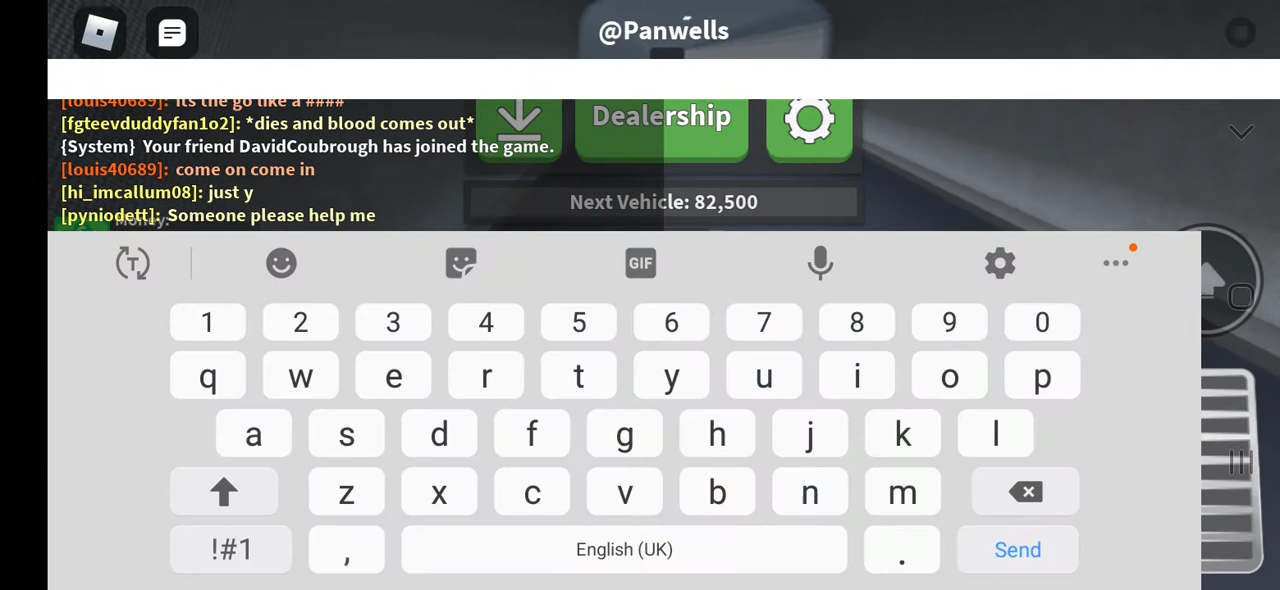 @Panwells
[louis40689]: its the go like a ####
[fgteevduddyfan1o2]: *dies and blood comes out*
{System} Your friend DavidCoubrough has joined the game.
[louis40689]: come on come in
[hi_imcallum08]: just y
[pyniodett]: Someone please help me
Money:
Dealership
Next Vehicle: 82,500
T
GIF
1 2 3 4 5 6 7 8 9 0
q w e r t y u i o p
a s d f g h j k l
z x c v b n m
!#1 , English (UK) . Send